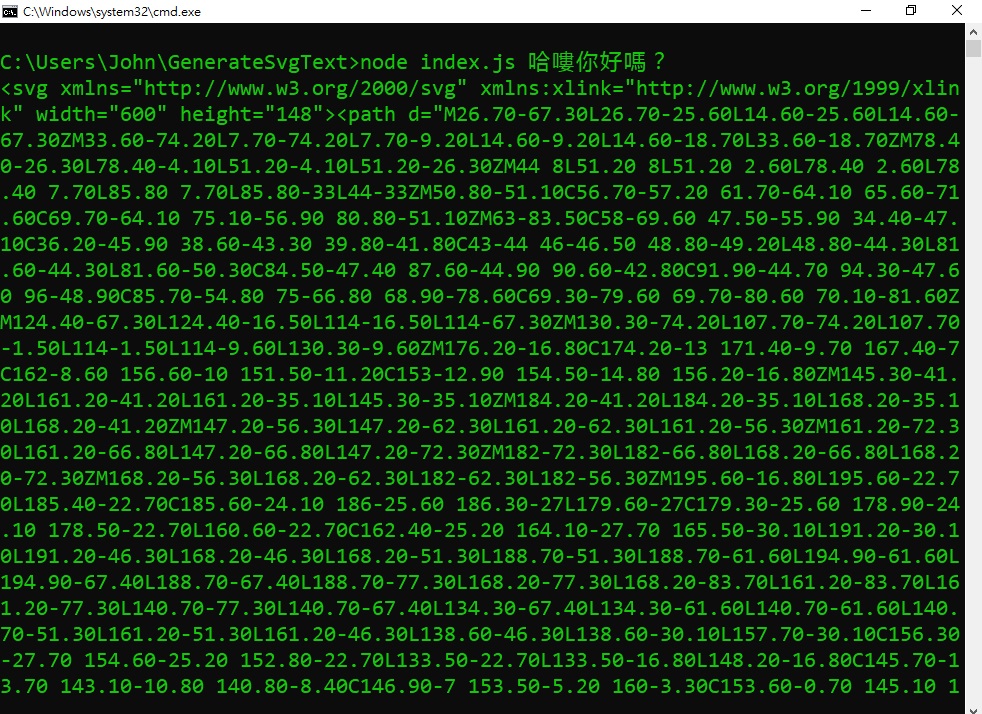 C:\Windows\system32\cmd.exe
C:\Users\John\GenerateSvgText>node index.js 哈嘍你好嗎？
<svg xmlns="http://www.w3.org/2000/svg" xmlns:xlink="http://www.w3.org/1999/xlin
k" width="600" height="148"><path d="M26.70-67.30L26.70-25.60L14.60-25.60L14.60-
67.30ZM33.60-74.20L7.70-74.20L7.70-9.20L14.60-9.20L14.60-18.70L33.60-18.70ZM78.4
0-26.30L78.40-4.10L51.20-4.10L51.20-26.30ZM44 8L51.20 8L51.20 2.60L78.40 2.60L78
.40 7.70L85.80 7.70L85.80-33L44-33ZM50.80-51.10C56.70-57.20 61.70-64.10 65.60-71
.60C69.70-64.10 75.10-56.90 80.80-51.10ZM63-83.50C58-69.60 47.50-55.90 34.40-47.
10C36.20-45.90 38.60-43.30 39.80-41.80C43-44 46-46.50 48.80-49.20L48.80-44.30L81
.60-44.30L81.60-50.30C84.50-47.40 87.60-44.90 90.60-42.80C91.90-44.70 94.30-47.6
0 96-48.90C85.70-54.80 75-66.80 68.90-78.60C69.30-79.60 69.70-80.60 70.10-81.60Z
M124.40-67.30L124.40-16.50L114-16.50L114-67.30ZM130.30-74.20L107.70-74.20L107.70
-1.50L114-1.50L114-9.60L130.30-9.60ZM176.20-16.80C174.20-13 171.40-9.70 167.40-7
C162-8.60 156.60-10 151.50-11.20C153-12.90 154.50-14.80 156.20-16.80ZM145.30-41.
20L161.20-41.20L161.20-35.10L145.30-35.10ZM184.20-41.20L184.20-35.10L168.20-35.1
0L168.20-41.20ZM147.20-56.30L147.20-62.30L161.20-62.30L161.20-56.30ZM161.20-72.3
0L161.20-66.80L147.20-66.80L147.20-72.30ZM182-72.30L182-66.80L168.20-66.80L168.2
0-72.30ZM168.20-56.30L168.20-62.30L182-62.30L182-56.30ZM195.60-16.80L195.60-22.7
0L185.40-22.70C185.60-24.10 186-25.60 186.30-27L179.60-27C179.30-25.60 178.90-24
.10 178.50-22.70L160.60-22.70C162.40-25.20 164.10-27.70 165.50-30.10L191.20-30.1
0L191.20-46.30L168.20-46.30L168.20-51.30L188.70-51.30L188.70-61.60L194.90-61.60L
194.90-67.40L188.70-67.40L188.70-77.30L168.20-77.30L168.20-83.70L161.20-83.70L16
1.20-77.30L140.70-77.30L140.70-67.40L134.30-67.40L134.30-61.60L140.70-61.60L140.
70-51.30L161.20-51.30L161.20-46.30L138.60-46.30L138.60-30.10L157.70-30.10C156.30
-27.70 154.60-25.20 152.80-22.70L133.50-22.70L133.50-16.80L148.20-16.80C145.70-1
3.70 143.10-10.80 140.80-8.40C146.90-7 153.50-5.20 160-3.30C153.60-0.70 145.10 1